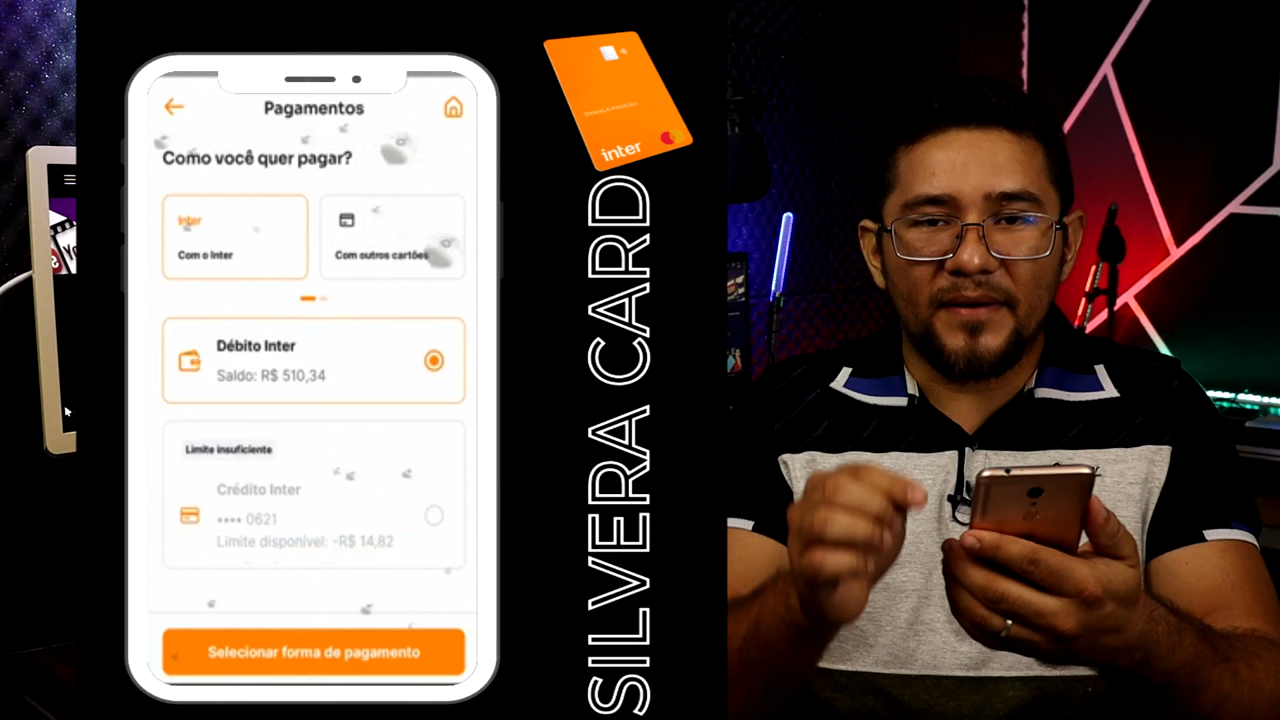 Pagamentos
Como você quer pagar?
inter
Com o Inter
Com outros cartões
Débito Inter
Saldo: R$ 510,34
Limite insuficiente
Crédito Inter
•••• 0621
Limite disponível: -R$ 14,82
Selecionar forma de pagamento
inter
SILVERA CARD